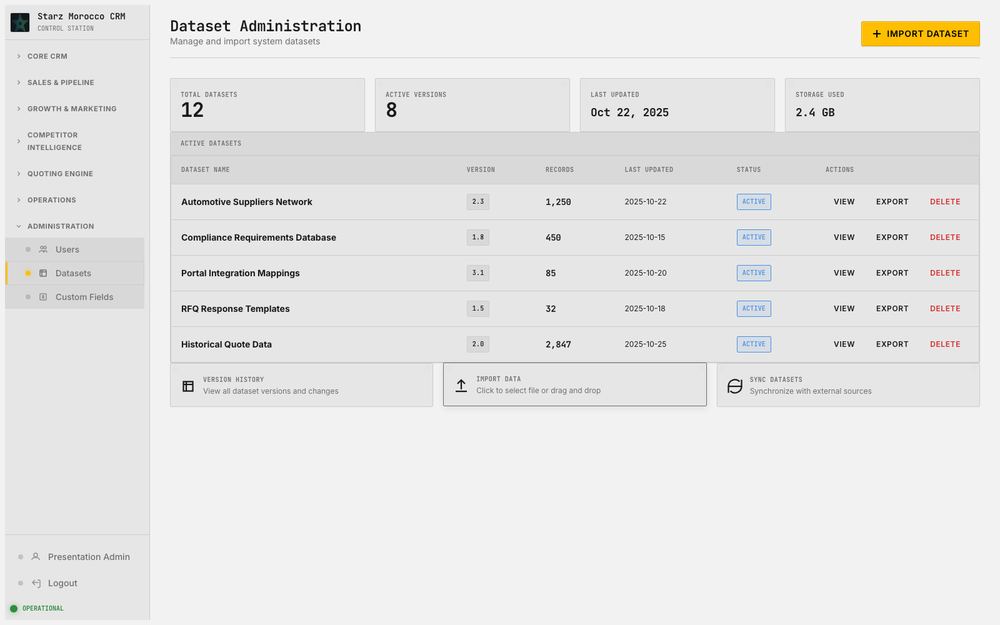 Starz Morocco CRM
CONTROL STATION
CORE CRM
SALES & PIPELINE
GROWTH & MARKETING
COMPETITOR
INTELLIGENCE
QUOTING ENGINE
OPERATIONS
ADMINISTRATION
Users
Datasets
Custom Fields
Presentation Admin
Logout
OPERATIONAL
Dataset Administration
Manage and import system datasets
IMPORT DATASET
TOTAL DATASETS
12
ACTIVE VERSIONS
8
LAST UPDATED
Oct 22, 2025
STORAGE USED
2.4 GB
ACTIVE DATASETS
DATASET NAME VERSION RECORDS LAST UPDATED STATUS ACTIONS
Automotive Suppliers Network 2.3 1,250 2025-10-22 ACTIVE VIEW EXPORT DELETE
Compliance Requirements Database 1.8 450 2025-10-15 ACTIVE VIEW EXPORT DELETE
Portal Integration Mappings 3.1 85 2025-10-20 ACTIVE VIEW EXPORT DELETE
RFQ Response Templates 1.5 32 2025-10-18 ACTIVE VIEW EXPORT DELETE
Historical Quote Data 2.0 2,847 2025-10-25 ACTIVE VIEW EXPORT DELETE
VERSION HISTORY
View all dataset versions and changes
IMPORT DATA
Click to select file or drag and drop
SYNC DATASETS
Synchronize with external sources